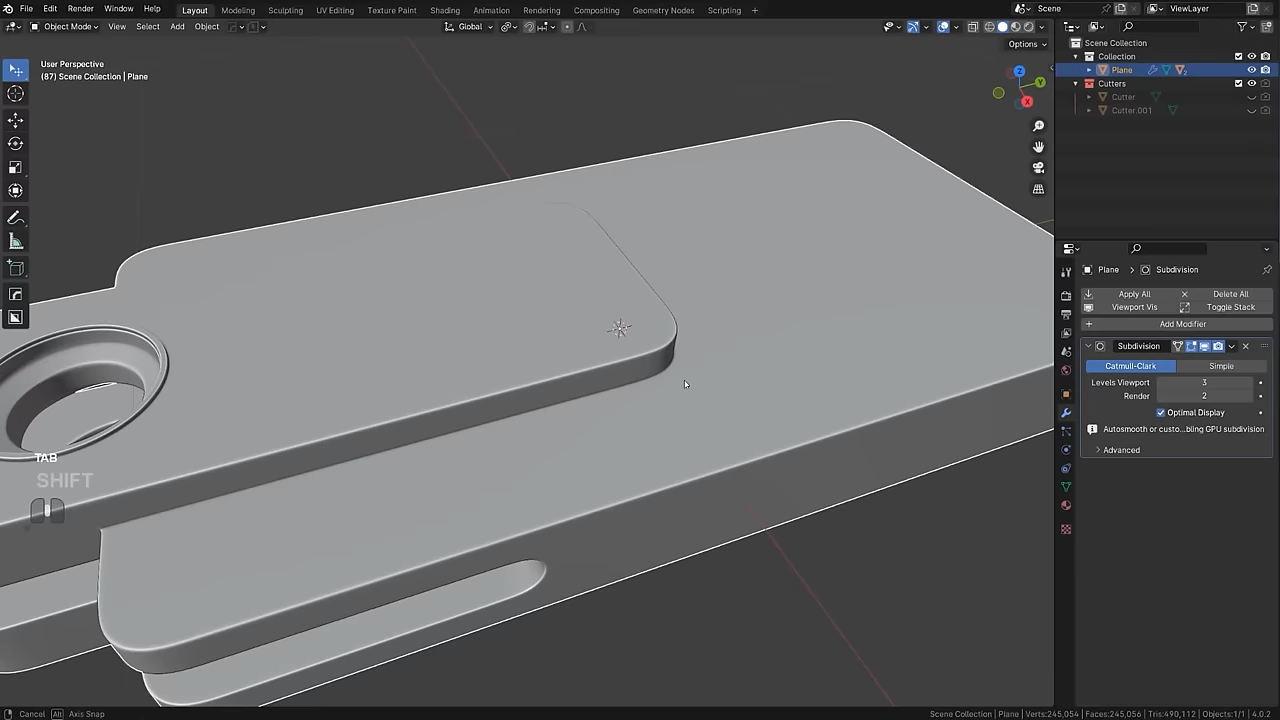 File Edit Render Window Help Layout Modeling Sculpting UV Editing Texture Paint Shading Animation Rendering Compositing Geometry Nodes Scripting + Scene ViewLayer
Object Mode View Select Add Object Global
Options
User Perspective
(87) Scene Collection | Plane
Z
Y
X
TAB
SHIFT
Scene Collection
Collection
Plane 2
Cutters
Cutter
Cutter.001
Plane > Subdivision
Apply All Delete All
Viewport Vis Toggle Stack
Add Modifier
Subdivision
Catmull-Clark Simple
Levels Viewport 3
Render 2
Optimal Display
Autosmooth or custo...bling GPU subdivision
Advanced
Cancel Alt Axis Snap
Scene Collection | Plane | Verts:245,054 | Faces:245,056 | Tris:490,112 | Objects:1/1 | 4.0.2